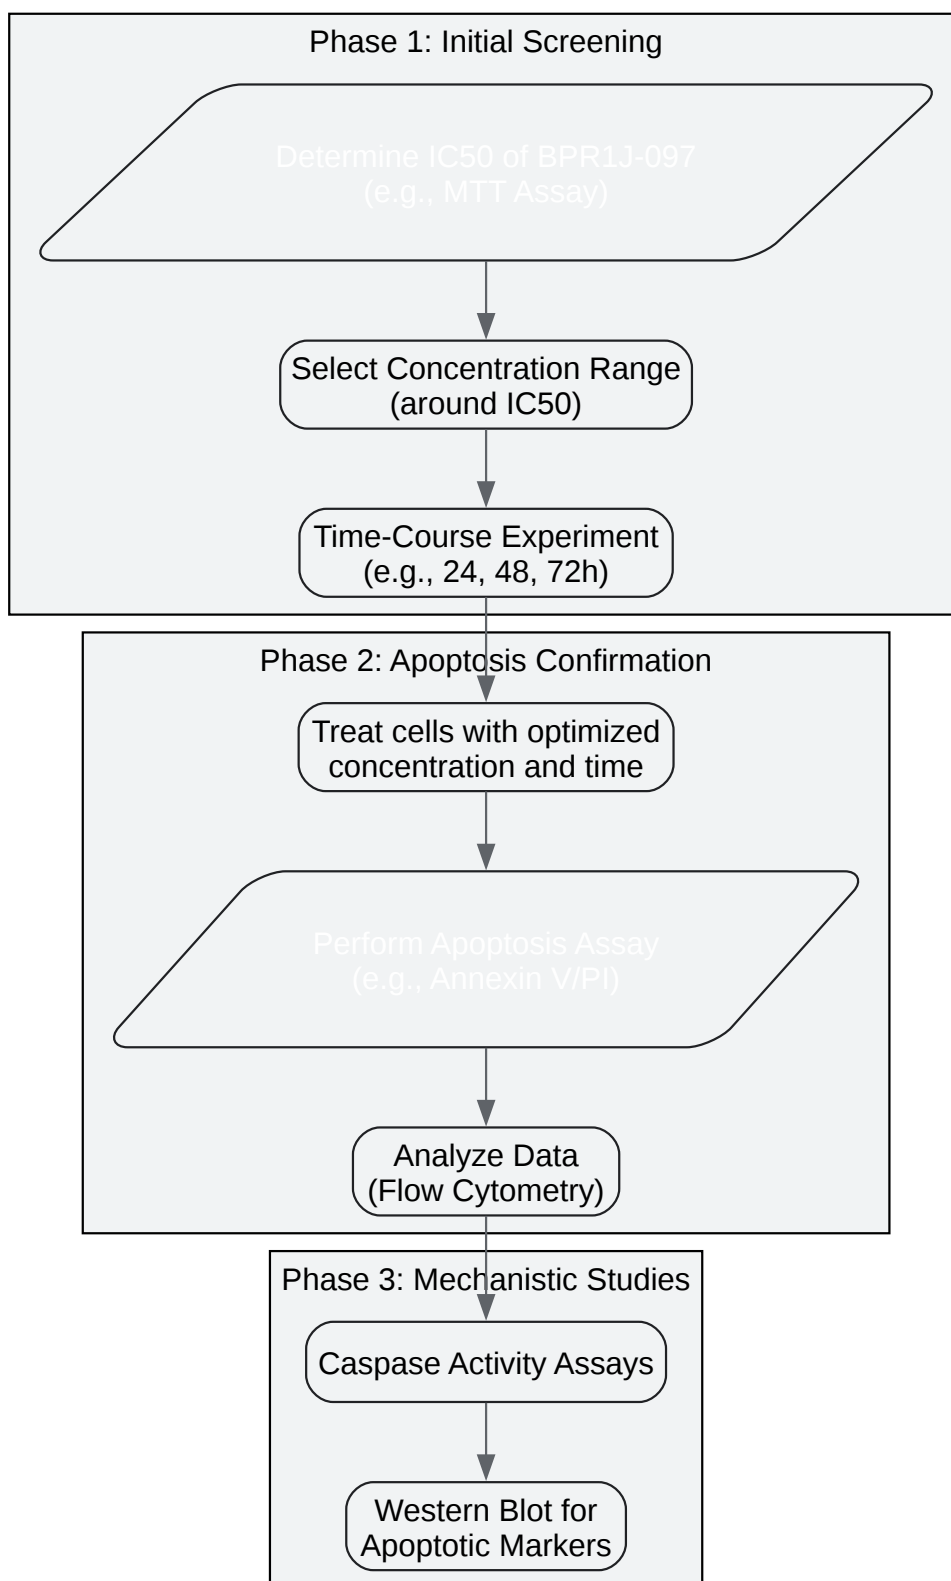 Phase 1: Initial Screening
Determine IC50 of BPR1J-097
(e.g., MTT Assay)
Select Concentration Range
(around IC50)
Time-Course Experiment
(e.g., 24, 48, 72h)
Phase 2: Apoptosis Confirmation
Treat cells with optimized
concentration and time
Perform Apoptosis Assay
(e.g., Annexin V/PI)
Analyze Data
(Flow Cytometry)
Phase 3: Mechanistic Studies
Caspase Activity Assays
Western Blot for
Apoptotic Markers